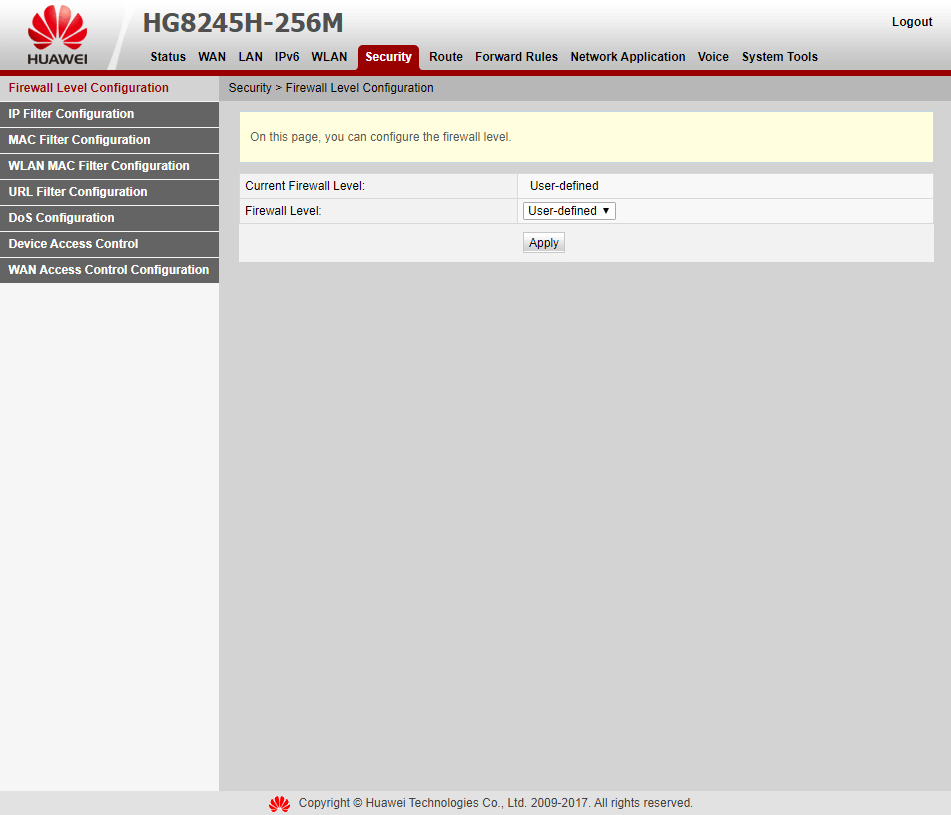 HUAWEI
HG8245H-256M
Logout
Status WAN LAN IPv6 WLAN Security Route Forward Rules Network Application Voice System Tools
Firewall Level Configuration
IP Filter Configuration
MAC Filter Configuration
WLAN MAC Filter Configuration
URL Filter Configuration
DoS Configuration
Device Access Control
WAN Access Control Configuration
Security > Firewall Level Configuration
On this page, you can configure the firewall level.
Current Firewall Level: User-defined
Firewall Level: User-defined
Apply
Copyright © Huawei Technologies Co., Ltd. 2009-2017. All rights reserved.